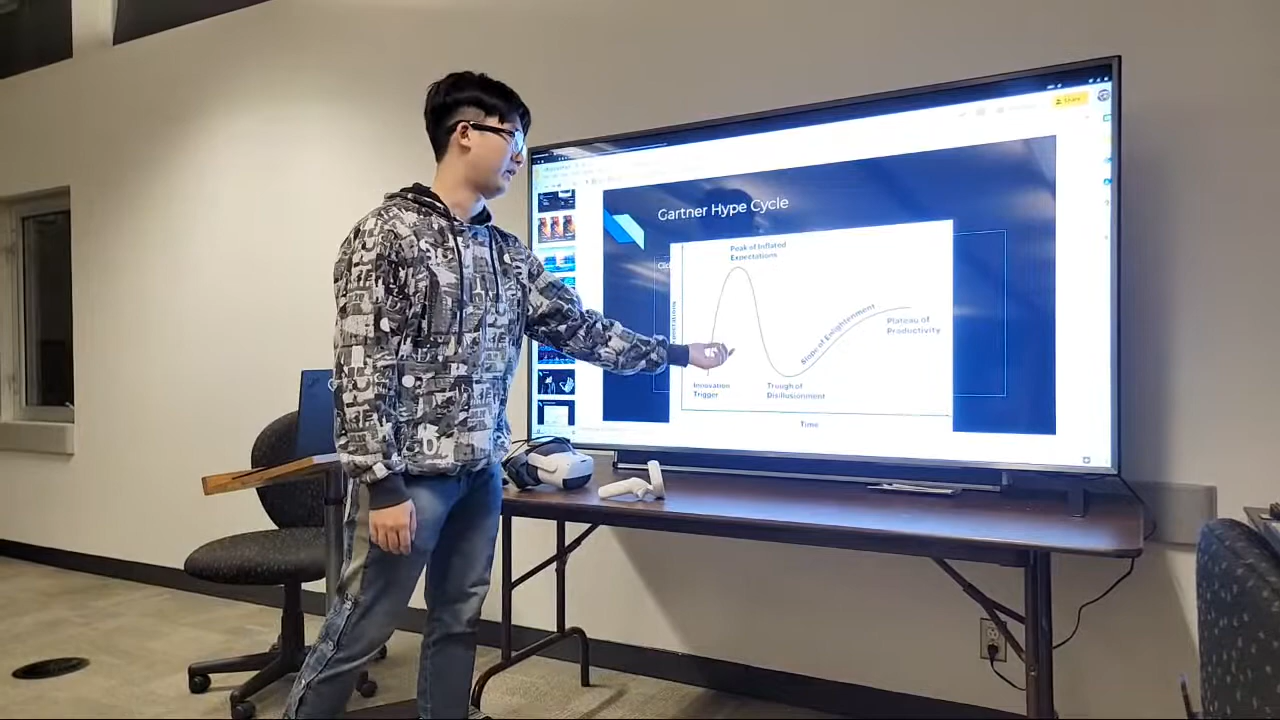 Share
Gartner Hype Cycle
Peak of Inflated
Expectations
Slope of Enlightenment
Plateau of
Productivity
Innovation
Trigger
Trough of
Disillusionment
Time